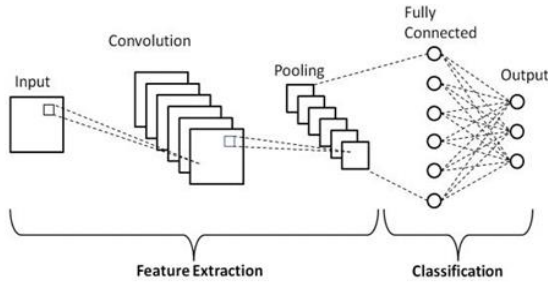 Input
Convolution
Pooling
Fully
Connected
Output
Feature Extraction
Classification